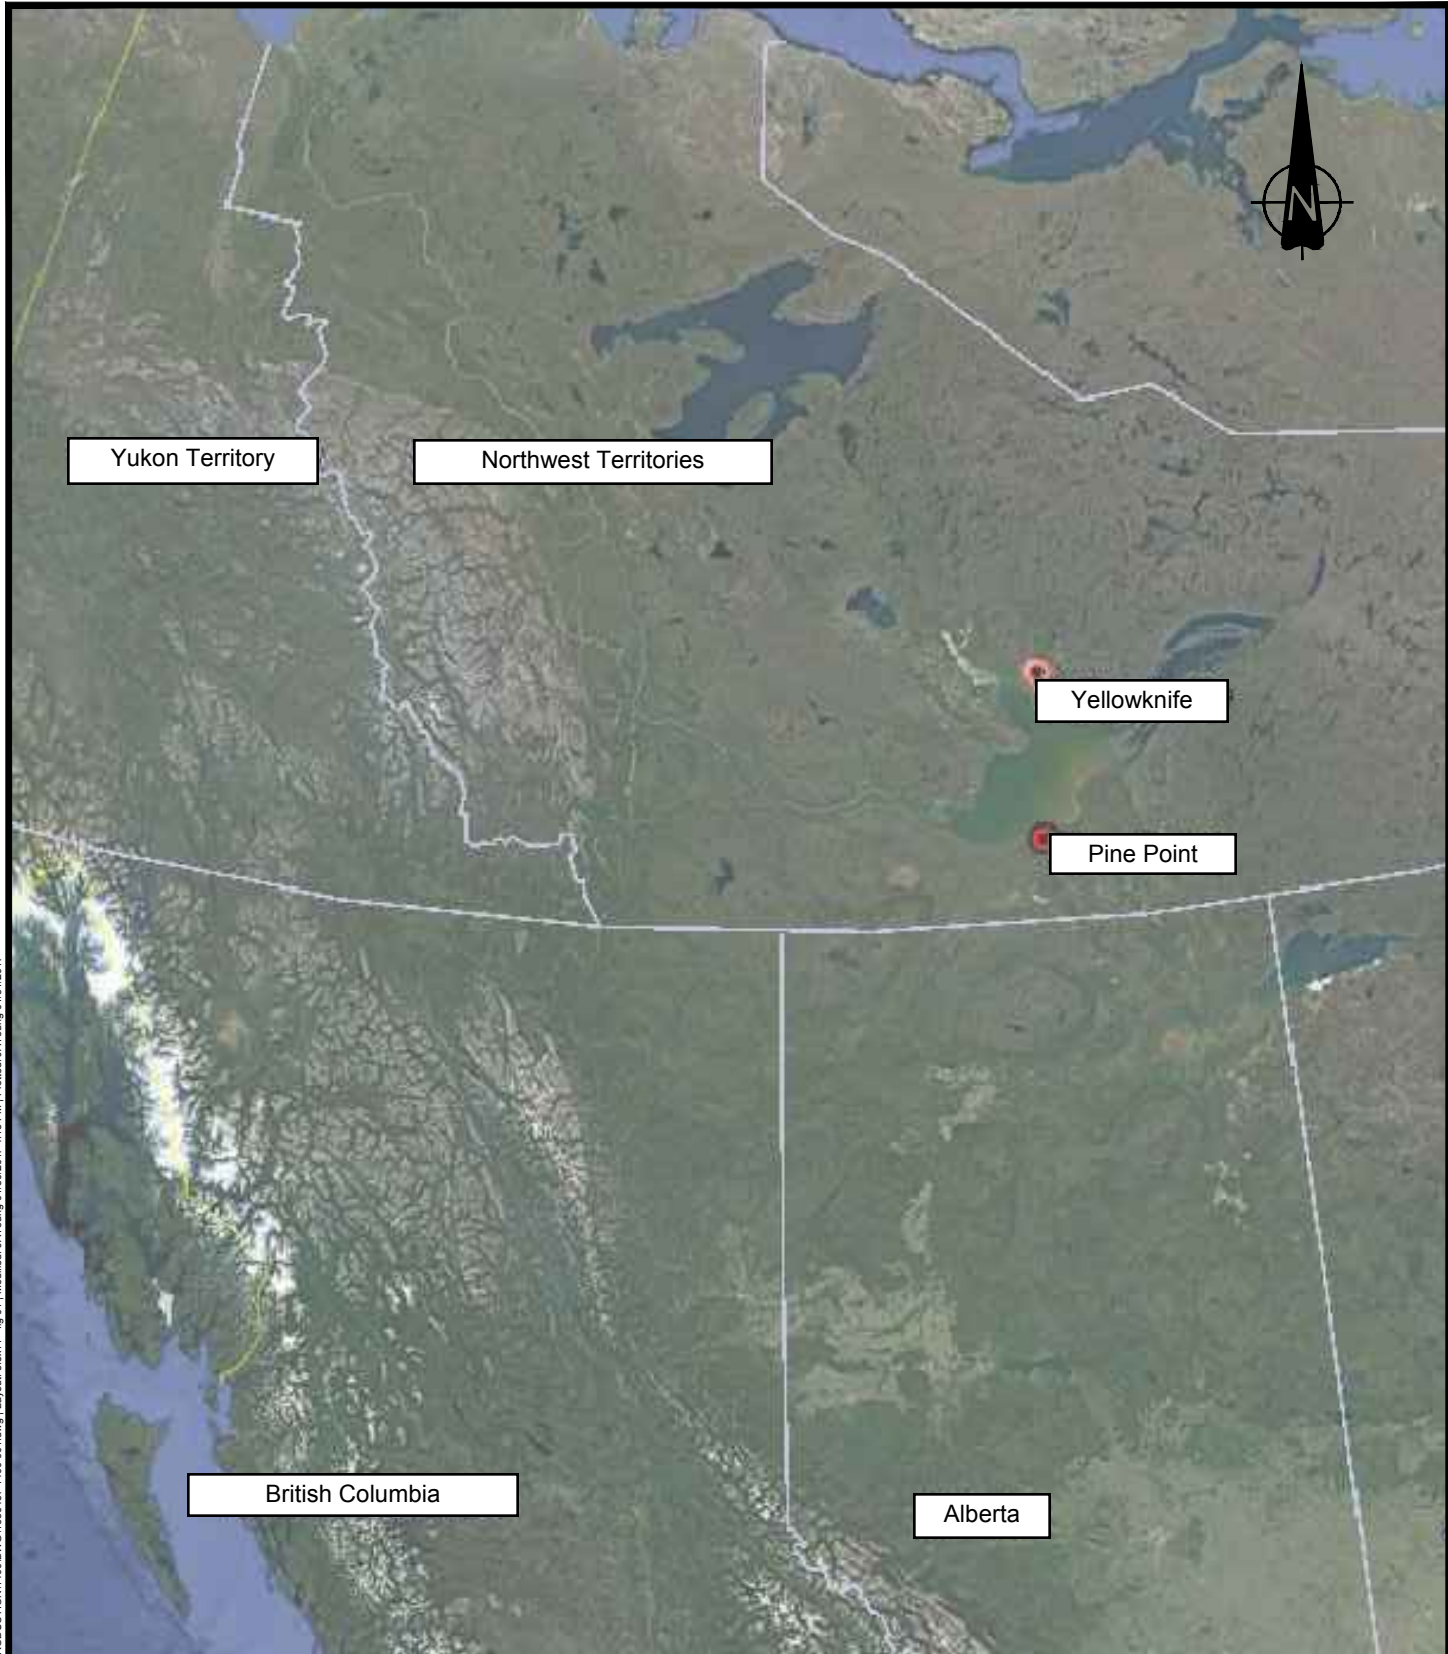 N
Yukon Territory
Northwest Territories
Yellowknife
Pine Point
British Columbia
Alberta